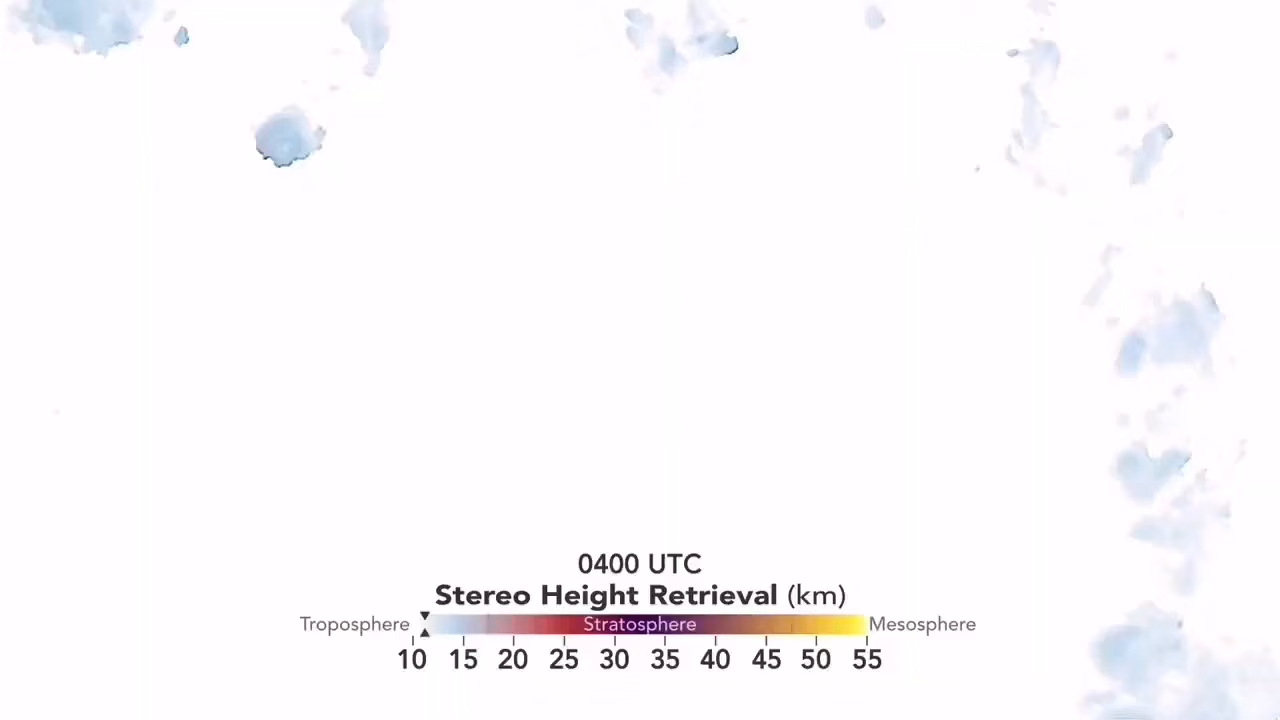 0400 UTC
Stereo Height Retrieval (km)
Troposphere Stratosphere Mesosphere
10 15 20 25 30 35 40 45 50 55